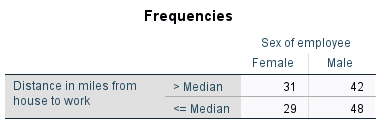 Frequencies
Sex of employee
Female Male
Distance in miles from house to work > Median 31 42
<= Median 29 48